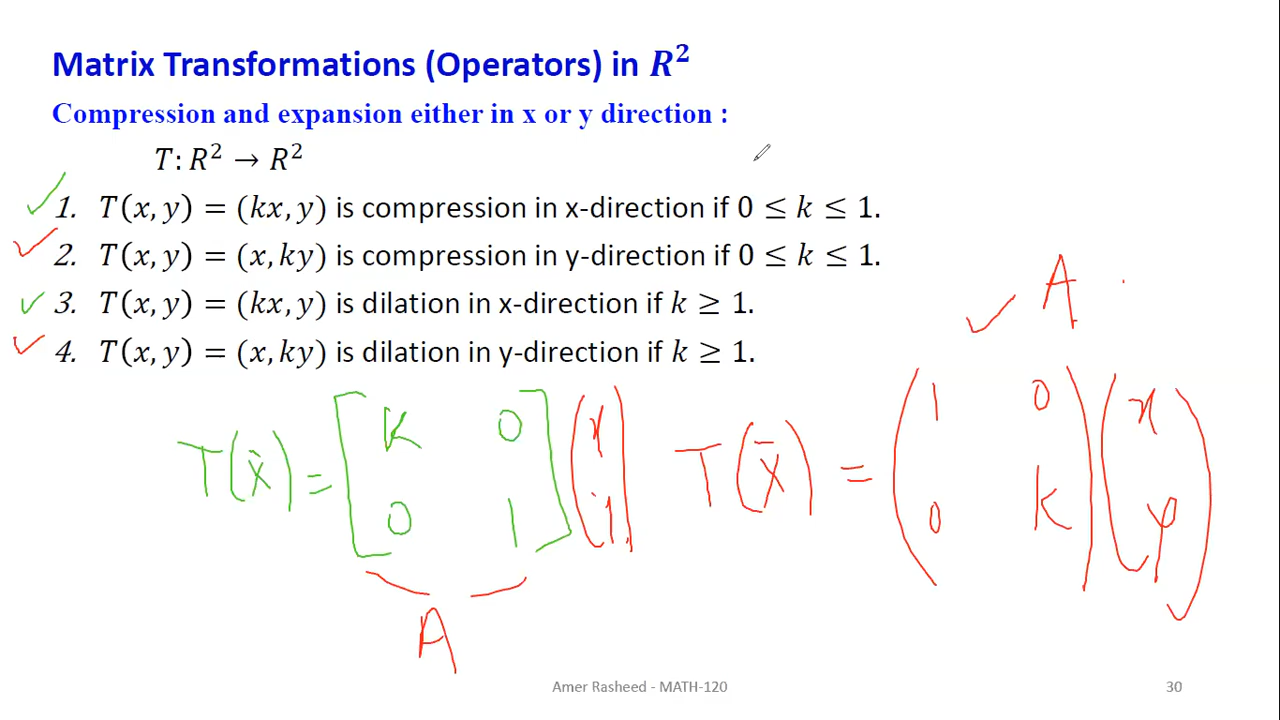 Matrix Transformations (Operators) in R²
Compression and expansion either in x or y direction :
T: R² → R²
1. T(x, y) = (kx, y) is compression in x-direction if 0 ≤ k ≤ 1.
2. T(x, y) = (x, ky) is compression in y-direction if 0 ≤ k ≤ 1.
3. T(x, y) = (kx, y) is dilation in x-direction if k ≥ 1.
4. T(x, y) = (x, ky) is dilation in y-direction if k ≥ 1.
A
T(x̄) = [K 0
0 1] (x
y)
A
T(x̄) = (1 0
0 k) (x
y)
Amer Rasheed - MATH-120
30